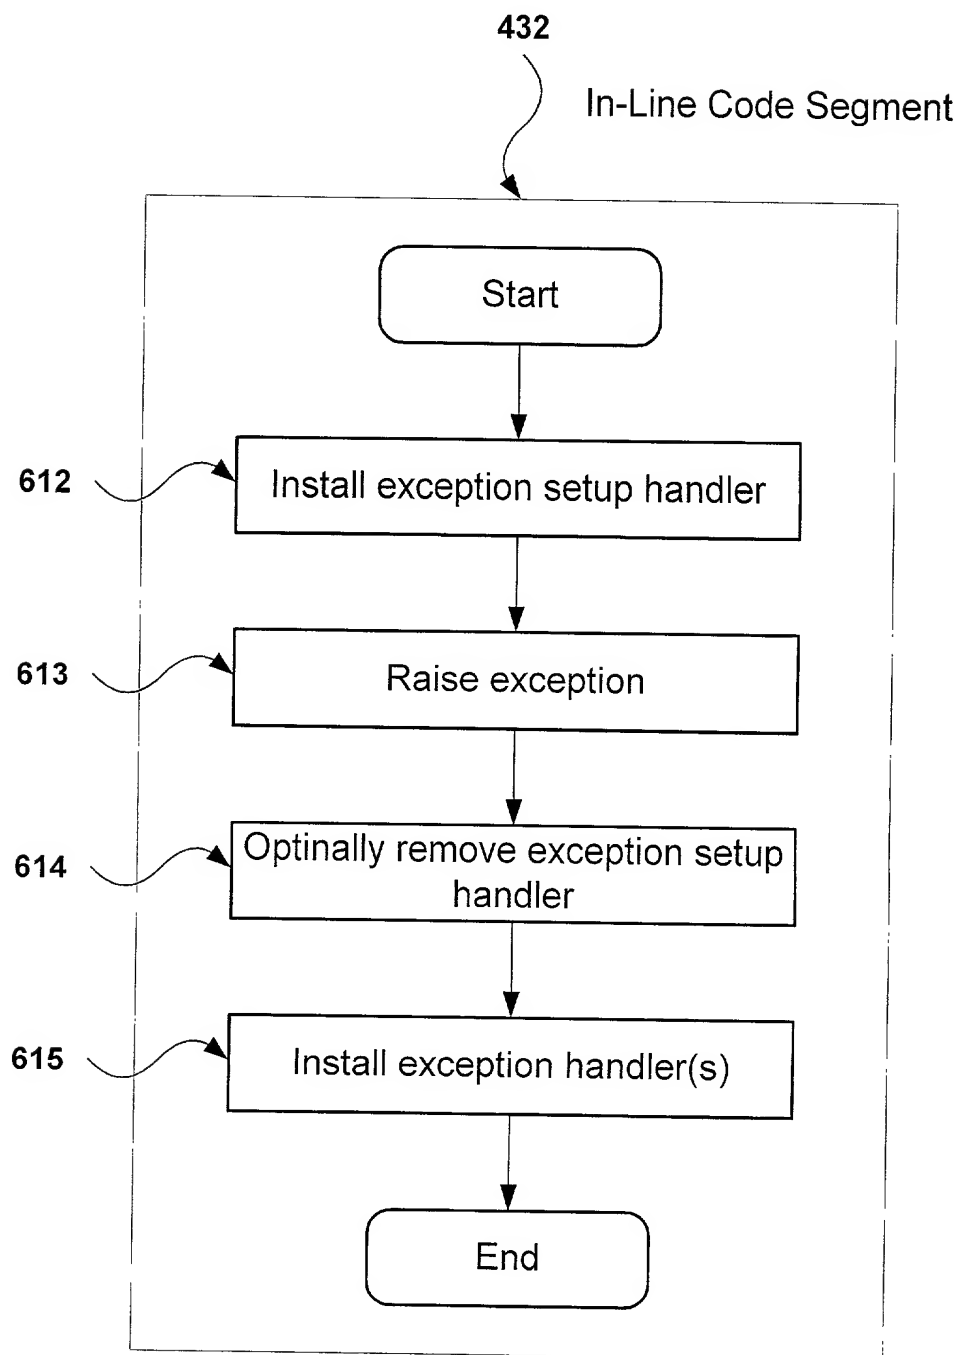 432
In-Line Code Segment
Start
612
Install exception setup handler
613
Raise exception
614
Optinally remove exception setup
handler
615
Install exception handler(s)
End